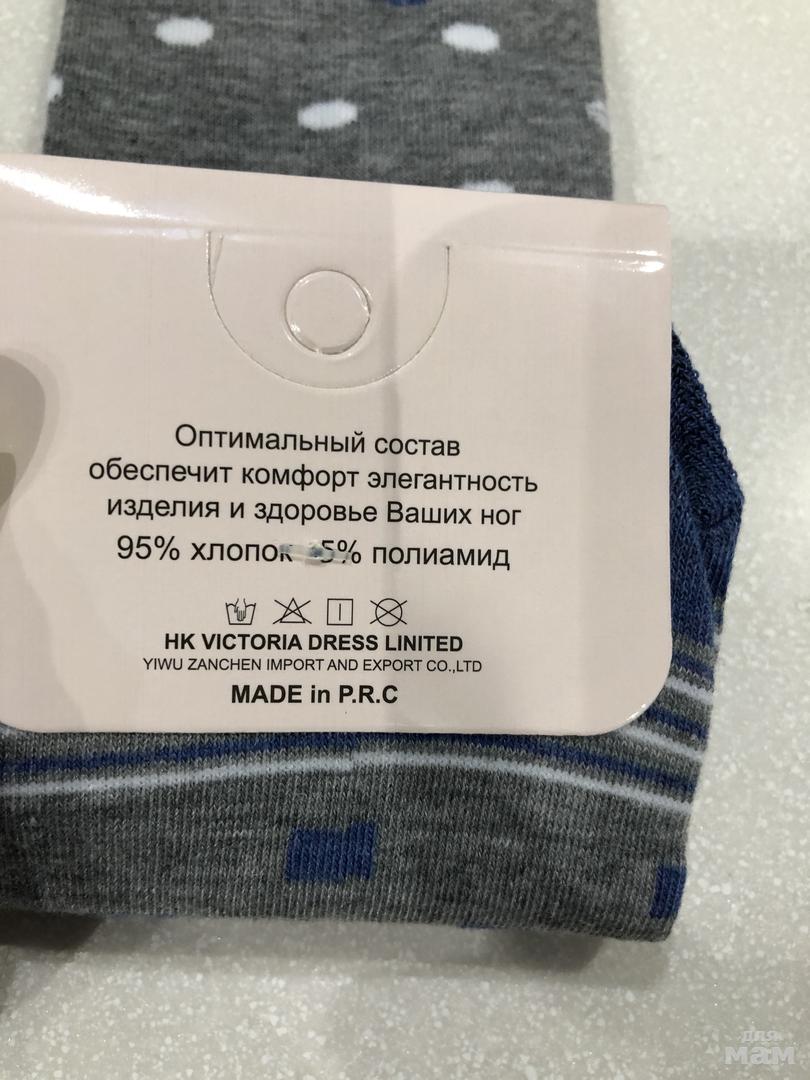 Оптимальный состав
обеспечит комфорт элегантность
изделия и здоровье Ваших ног
95% хлопок 5% полиамид
HK VICTORIA DRESS LINITED
YIWU ZANCHEN IMPORT AND EXPORT CO.,LTD
MADE in P.R.C
для
мам